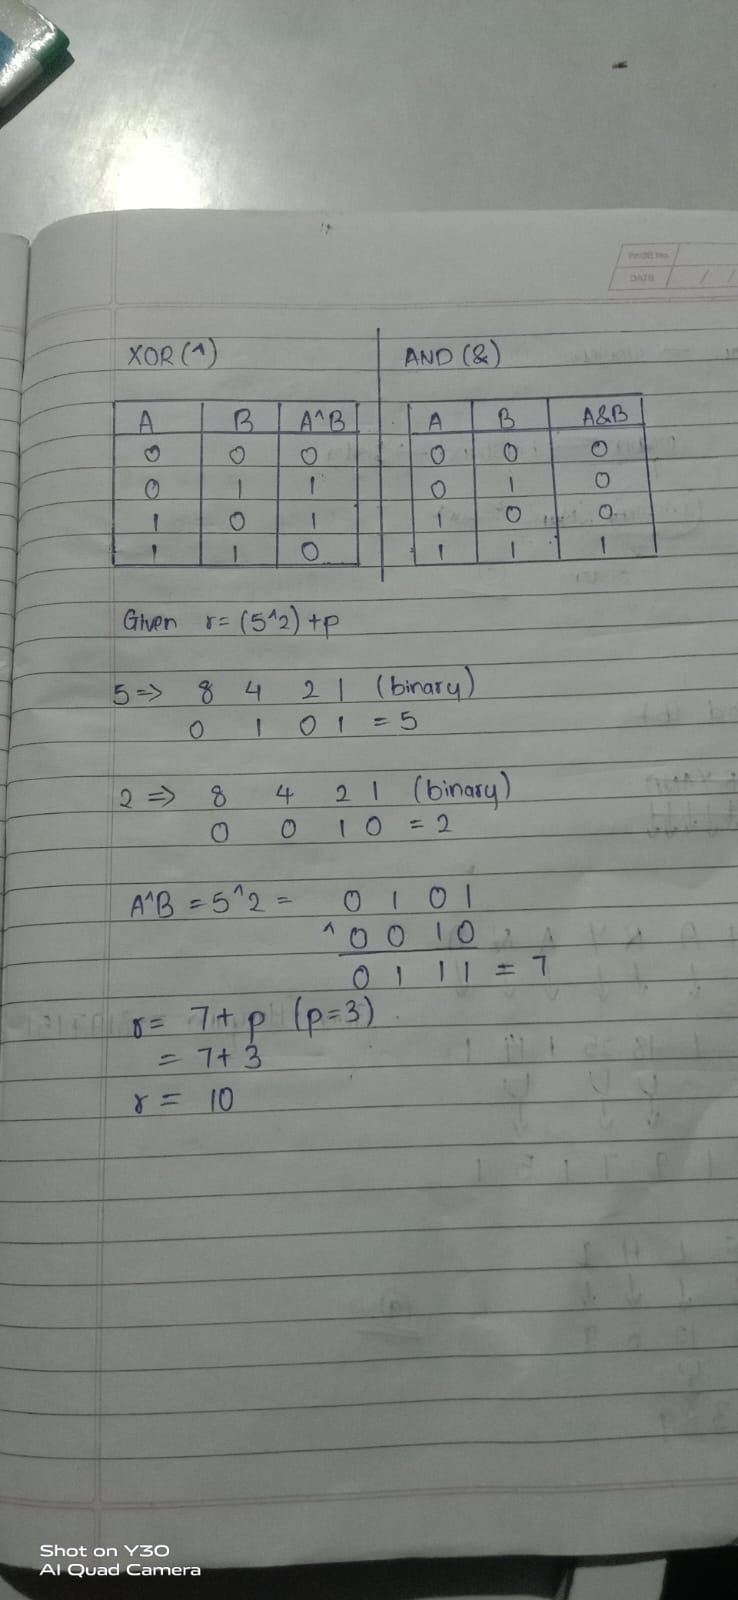 PAGE No.
DATE / /
XOR (^)
AND (&)
A B A^B
0 0 0
0 1 1
1 0 1
1 1 0
A B A&B
0 0 0
0 1 0
1 0 0
1 1 1
Given r = (5^2) + p
5 => 8 4 2 1 (binary)
0 1 0 1 = 5
2 => 8 4 2 1 (binary)
0 0 1 0 = 2
A^B = 5^2 = 0 1 0 1
^ 0 0 1 0
0 1 1 1 = 7
r = 7 + p (p=3)
= 7 + 3
r = 10
Shot on Y30
AI Quad Camera